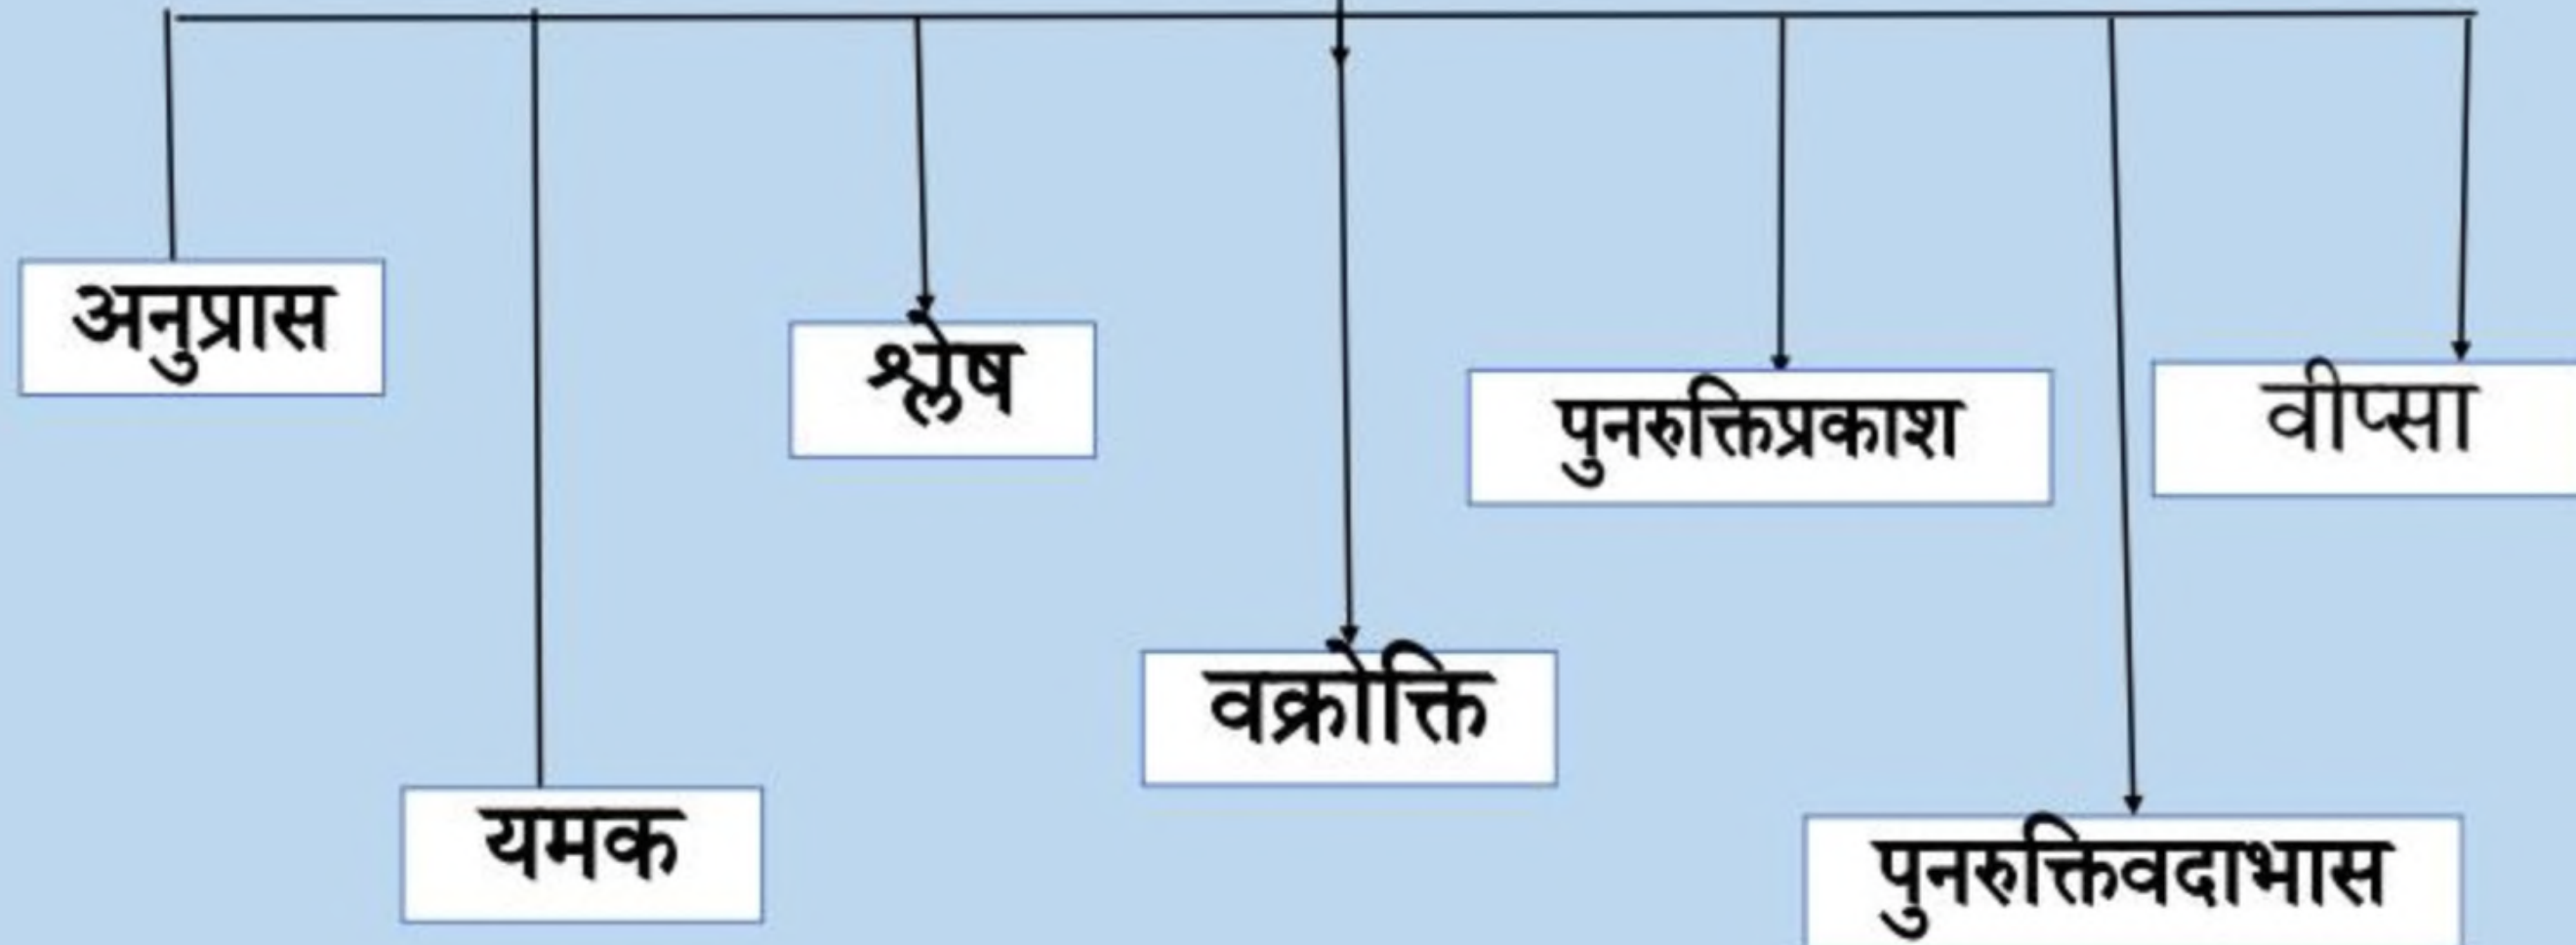 अनुप्रास
श्लेष
पुनरुक्तिप्रकाश
वीप्सा
वक्रोक्ति
यमक
पुनरुक्तिवदाभास